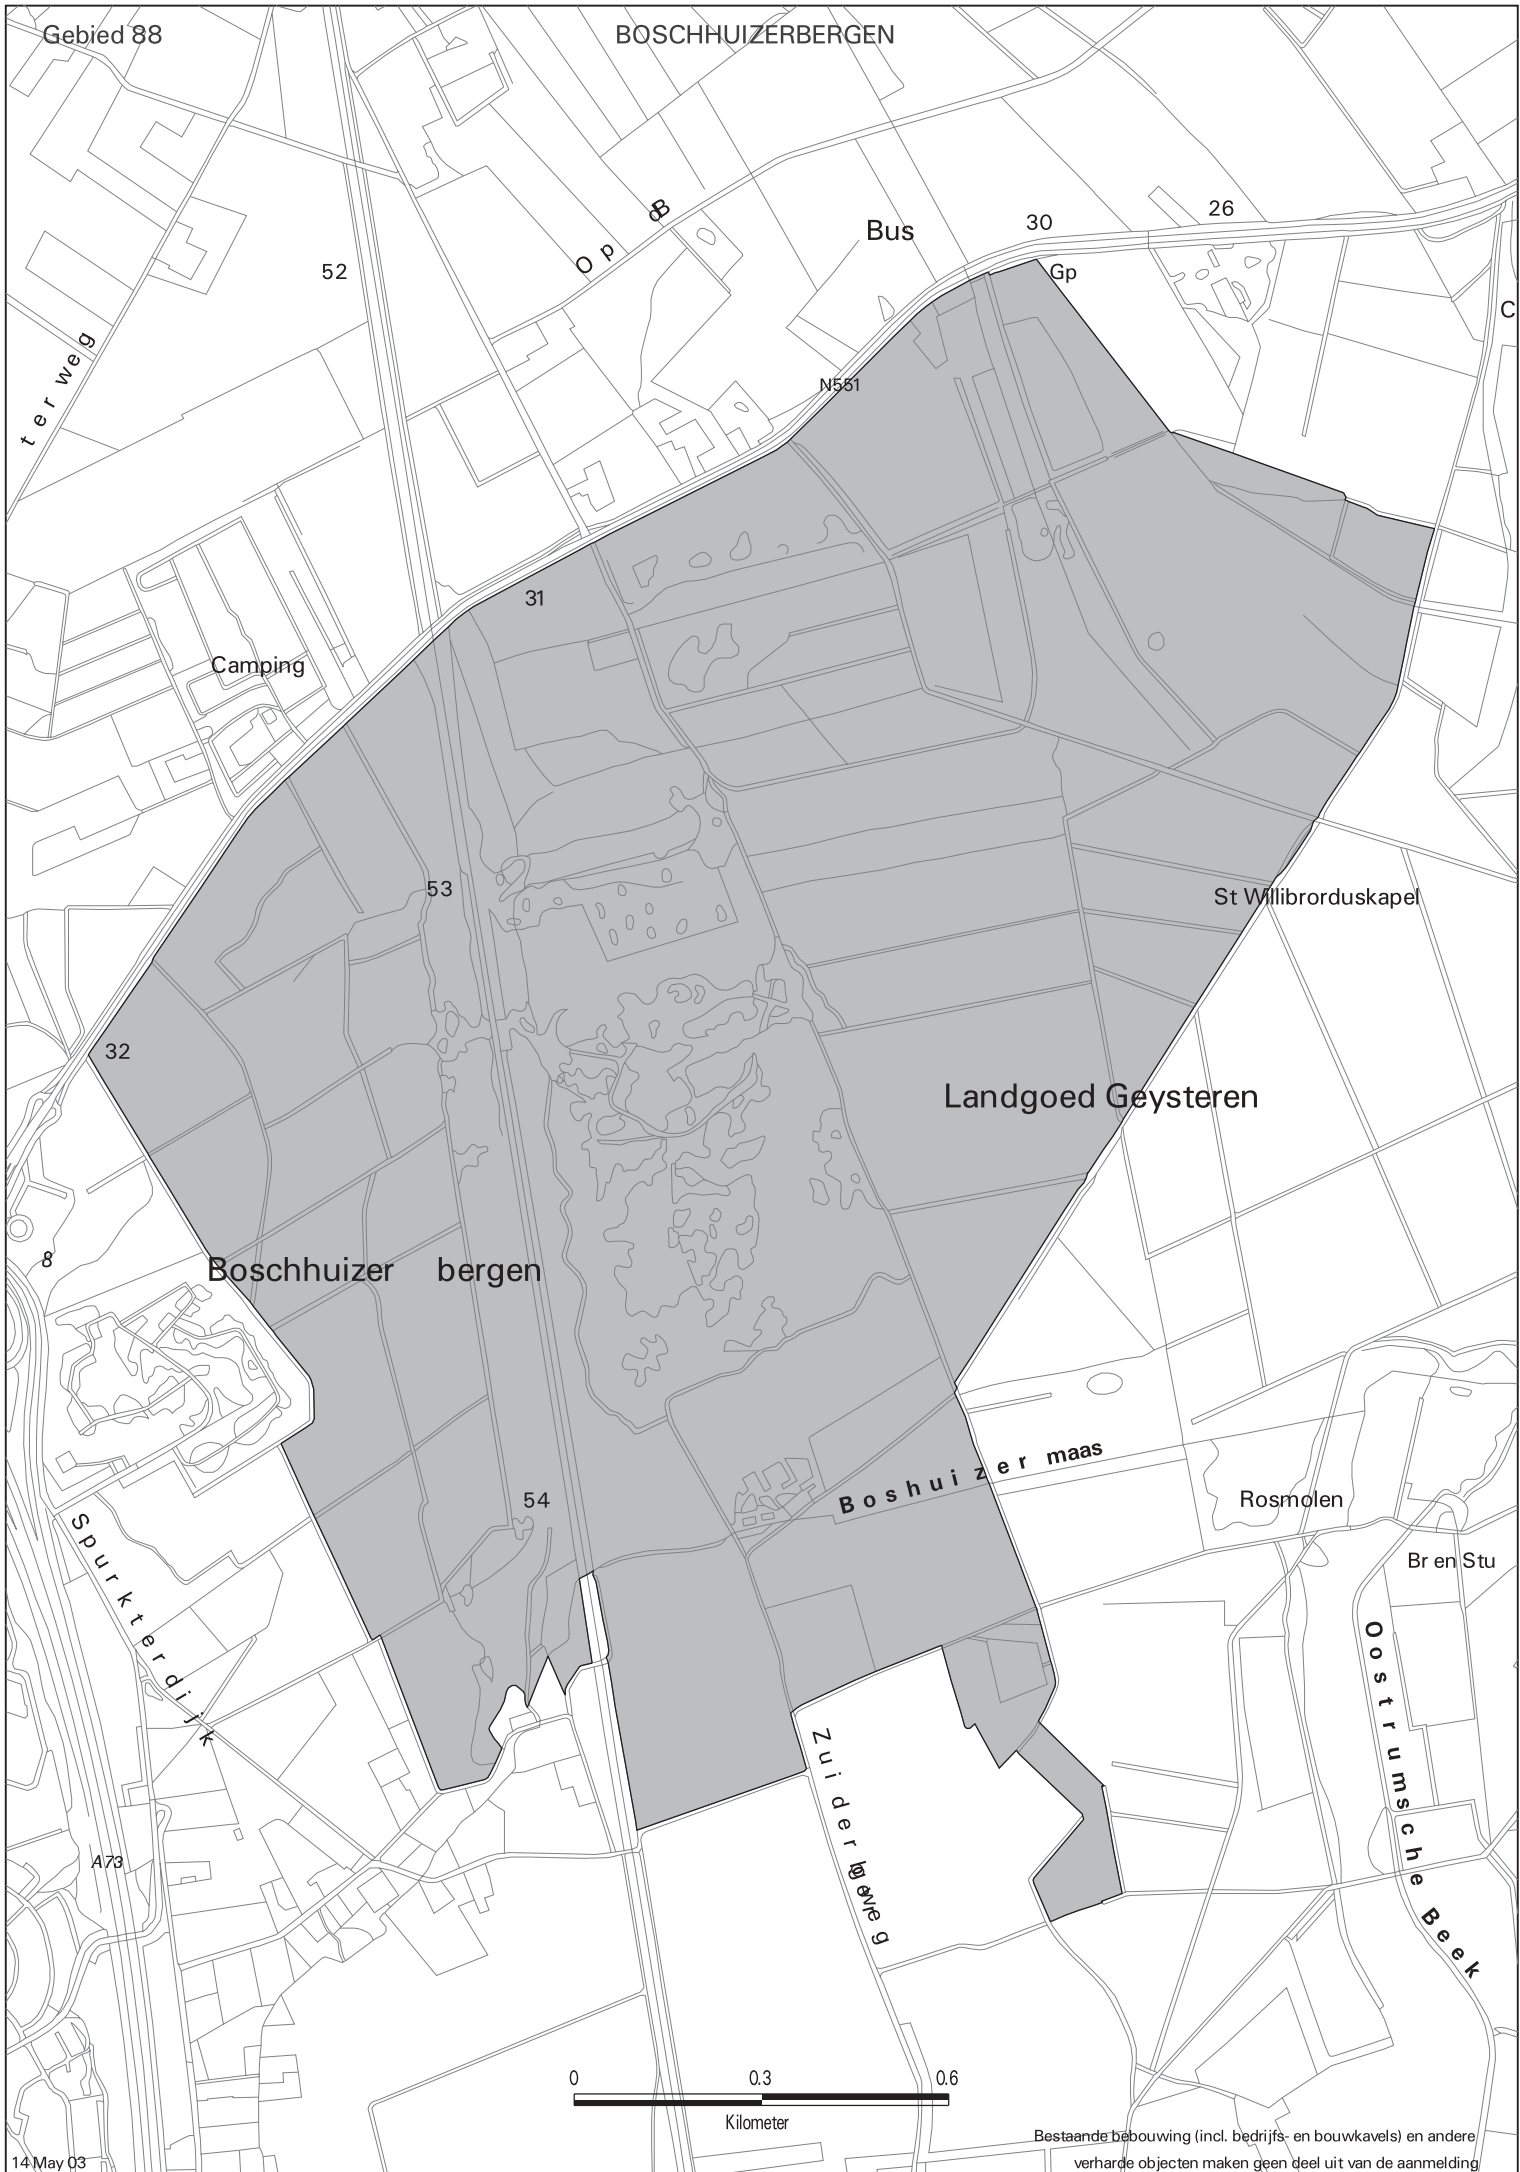 Gebied 88
BOSCHHUIZERBERGEN
26
30
Bus
52
Op
Gp
C
terweg
N551
31
Camping
53
St Willibrorduskapel
32
Landgoed Geysteren
8
Boschhuizer bergen
Boshuizer maas
54
Rosmolen
Br en Stu
Spurkterdijk
Oostrumsche Beek
A73
0 0.3 0.6
Kilometer
Bestaande bebouwing (incl. bedrijfs- en bouwkavels) en andere
verharde objecten maken geen deel uit van de aanmelding
14 May 03